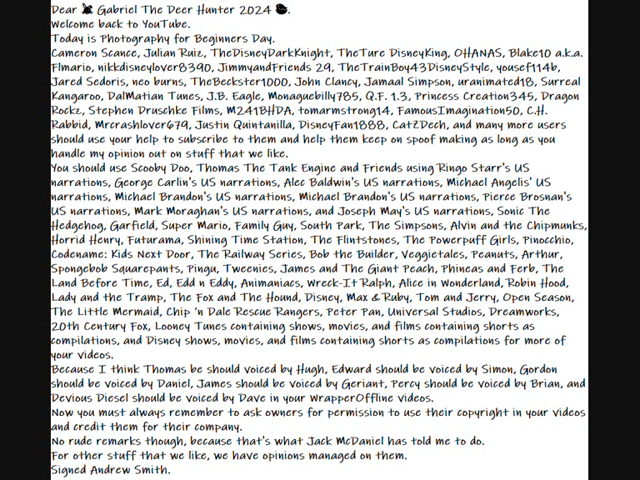 Dear Gabriel The Deer Hunter 2024 .
Welcome back to YouTube.
Today is Photography for Beginners Day.
Cameron Scance, Julian Ruiz, TheDisneyDarkKnight, TheTure DisneyKing, OHANAS, Blake10 a.k.a.
Flmario, nikkdisneylover8390, JimmyandFriends 29, TheTrainBoy43DisneyStyle, yousef114b,
Jared Sedoris, neo burns, TheBeckster1000, John Clancy, Jamaal Simpson, uranimated18, Surreal
Kangaroo, DalMatian Tunes, J.B. Eagle, Monaguebilly785, Q.F. 1.3, Princess Creation345, Dragon
Rockz, Stephen Druschke Films, M241BHDA, tomarmstrong14, FamousImagination50, C.H.
Rabbid, Mrcrashlover679, Justin Quintanilla, DisneyFan1888, CatZDech, and many more users
should use your help to subscribe to them and help them keep on spoof making as long as you
handle my opinion out on stuff that we like.
You should use Scooby Doo, Thomas The Tank Engine and Friends using Ringo Starr's US
narrations, George Carlin's US narrations, Alec Baldwin's US narrations, Michael Angelis' US
narrations, Michael Brandon's US narrations, Michael Brandon's US narrations, Pierce Brosnan's
US narrations, Mark Moraghan's US narrations, and Joseph May's US narrations, Sonic The
Hedgehog, Garfield, Super Mario, Family Guy, South Park, The Simpsons, Alvin and the Chipmunks,
Horrid Henry, Futurama, Shining Time Station, The Flintstones, The Powerpuff Girls, Pinocchio,
Codename: Kids Next Door, The Railway Series, Bob the Builder, Veggietales, Peanuts, Arthur,
Spongebob Squarepants, Pingu, Tweenies, James and The Giant Peach, Phineas and Ferb, The
Land Before Time, Ed, Edd n Eddy, Animaniacs, Wreck-It Ralph, Alice in Wonderland, Robin Hood,
Lady and the Tramp, The Fox and The Hound, Disney, Max & Ruby, Tom and Jerry, Open Season,
The Little Mermaid, Chip 'n Dale Rescue Rangers, Peter Pan, Universal Studios, Dreamworks,
20th Century Fox, Looney Tunes containing shows, movies, and films containing shorts as
compilations, and Disney shows, movies, and films containing shorts as compilations for more of
your videos.
Because I think Thomas be should voiced by Hugh, Edward should be voiced by Simon, Gordon
should be voiced by Daniel, James should be voiced by Geriant, Percy should be voiced by Brian, and
Devious Diesel should be voiced by Dave in your WrapperOffline videos.
Now you must always remember to ask owners for permission to use their copyright in your videos
and credit them for their company.
No rude remarks though, because that's what Jack McDaniel has told me to do.
For other stuff that we like, we have opinions managed on them.
Signed Andrew Smith.